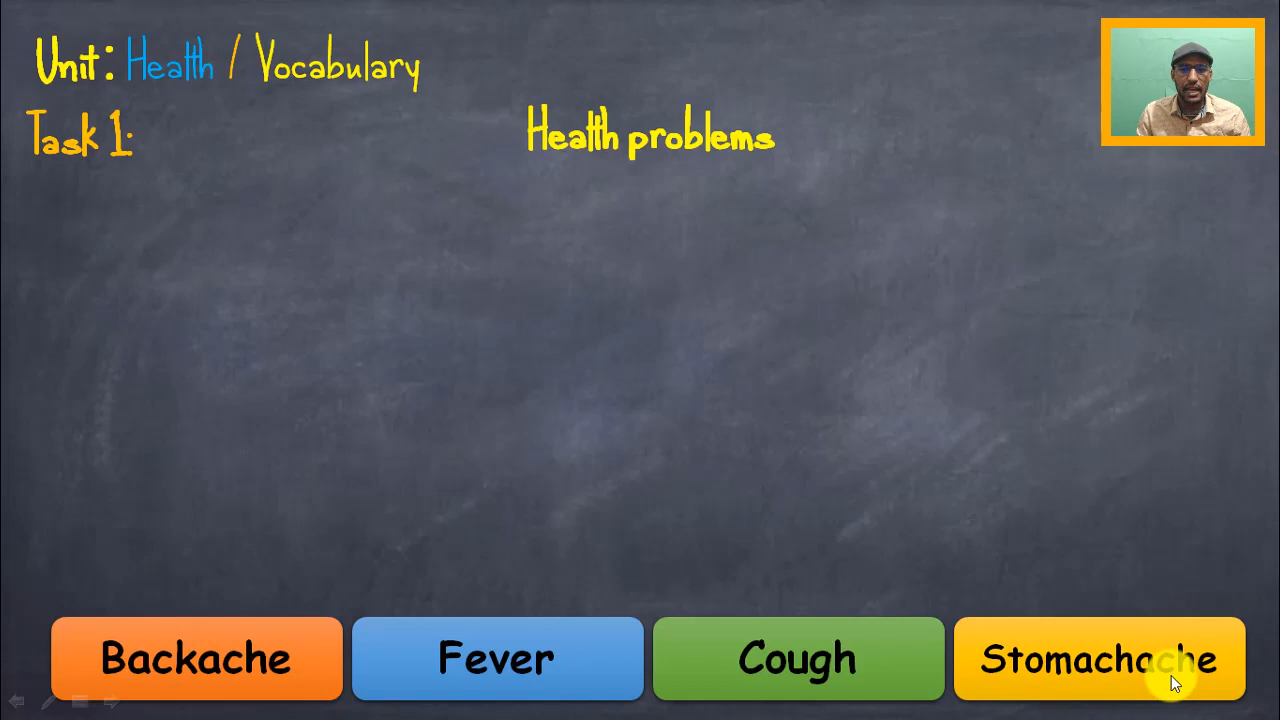 Unit: Health / Vocabulary
Task 1:
Health problems
Backache
Fever
Cough
Stomachache